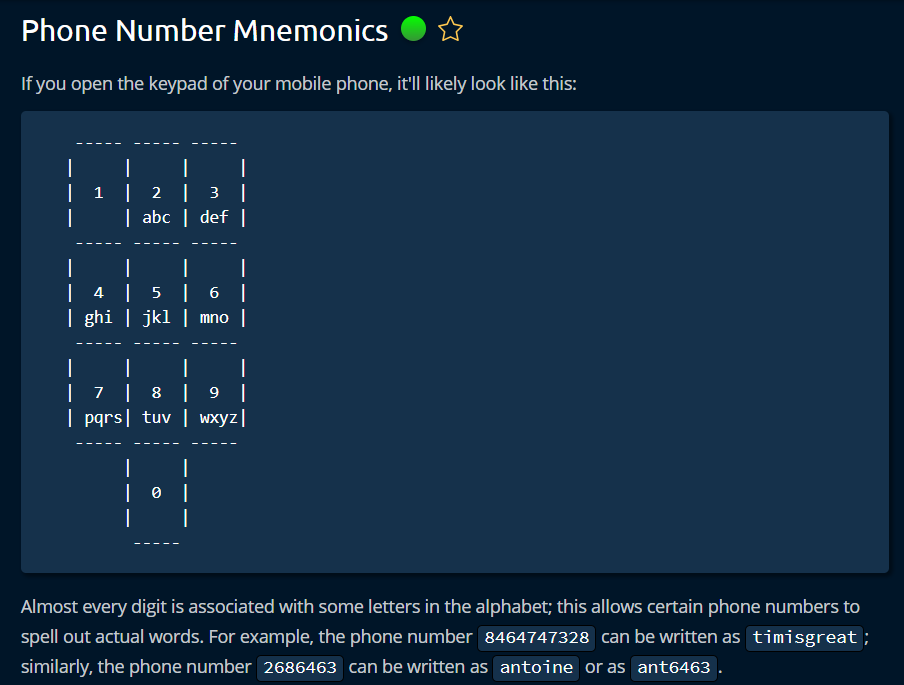 Phone Number Mnemonics
If you open the keypad of your mobile phone, it'll likely look like this:
 ----- ----- -----
|     |     |     |
|  1  |  2  |  3  |
|     | abc | def |
 ----- ----- -----
|     |     |     |
|  4  |  5  |  6  |
| ghi | jkl | mno |
 ----- ----- -----
|     |     |     |
|  7  |  8  |  9  |
| pqrs| tuv | wxyz|
 ----- ----- -----
      |     |
      |  0  |
      |     |
       -----
Almost every digit is associated with some letters in the alphabet; this allows certain phone numbers to
spell out actual words. For example, the phone number 8464747328 can be written as timisgreat;
similarly, the phone number 2686463 can be written as antoine or as ant6463.